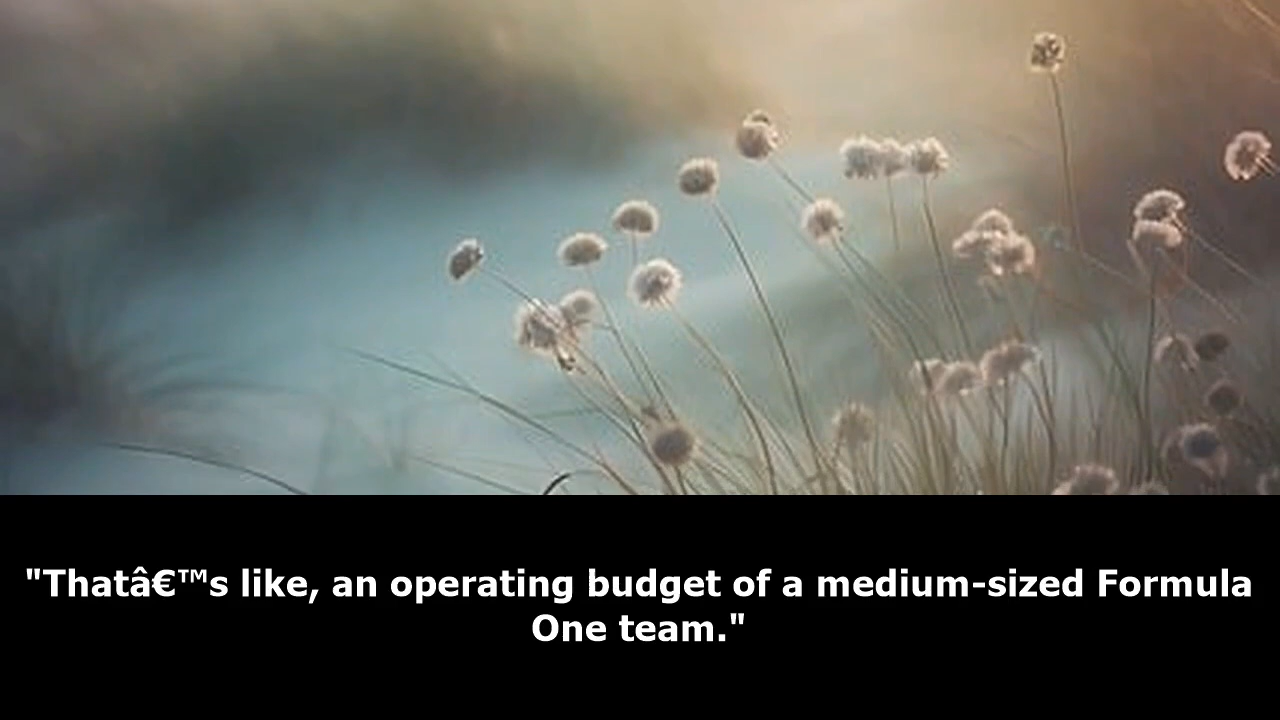 "Thatâ€™s like, an operating budget of a medium-sized Formula
One team."